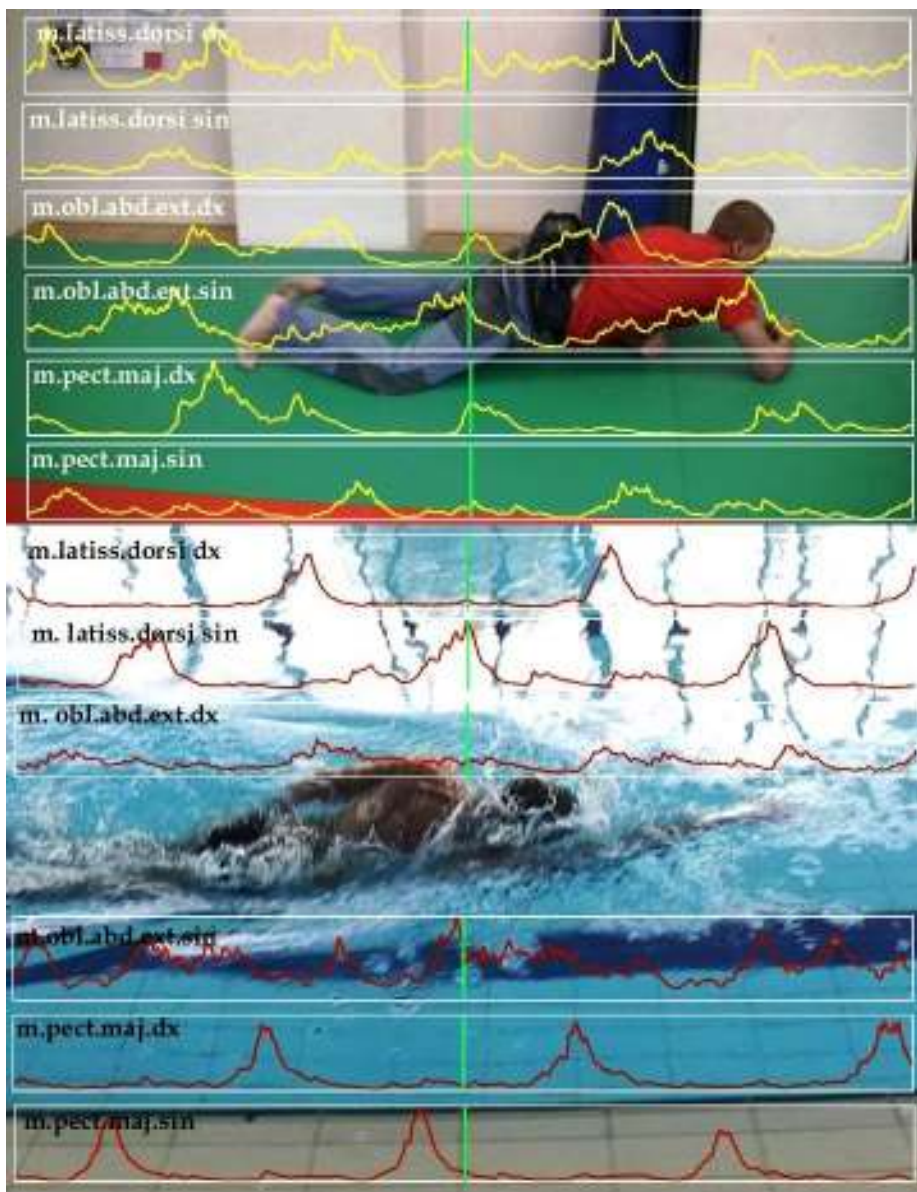 m.latiss.dorsi dx
m.latiss.dorsi sin
m.obl.abd.ext.dx
m.obl.abd.ext.sin
m.pect.maj.dx
m.pect.maj.sin
m.latiss.dorsi dx
m. latiss.dorsi sin
m. obl.abd.ext.dx
m.obl.abd.ext.sin
m.pect.maj.dx
m.pect.maj.sin